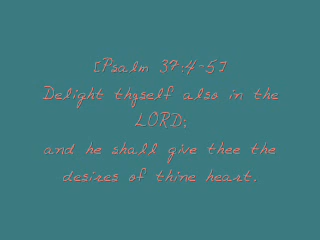 [Psalm 37:4-5]
Delight thyself also in the
LORD;
and he shall give thee the
desires of thine heart.